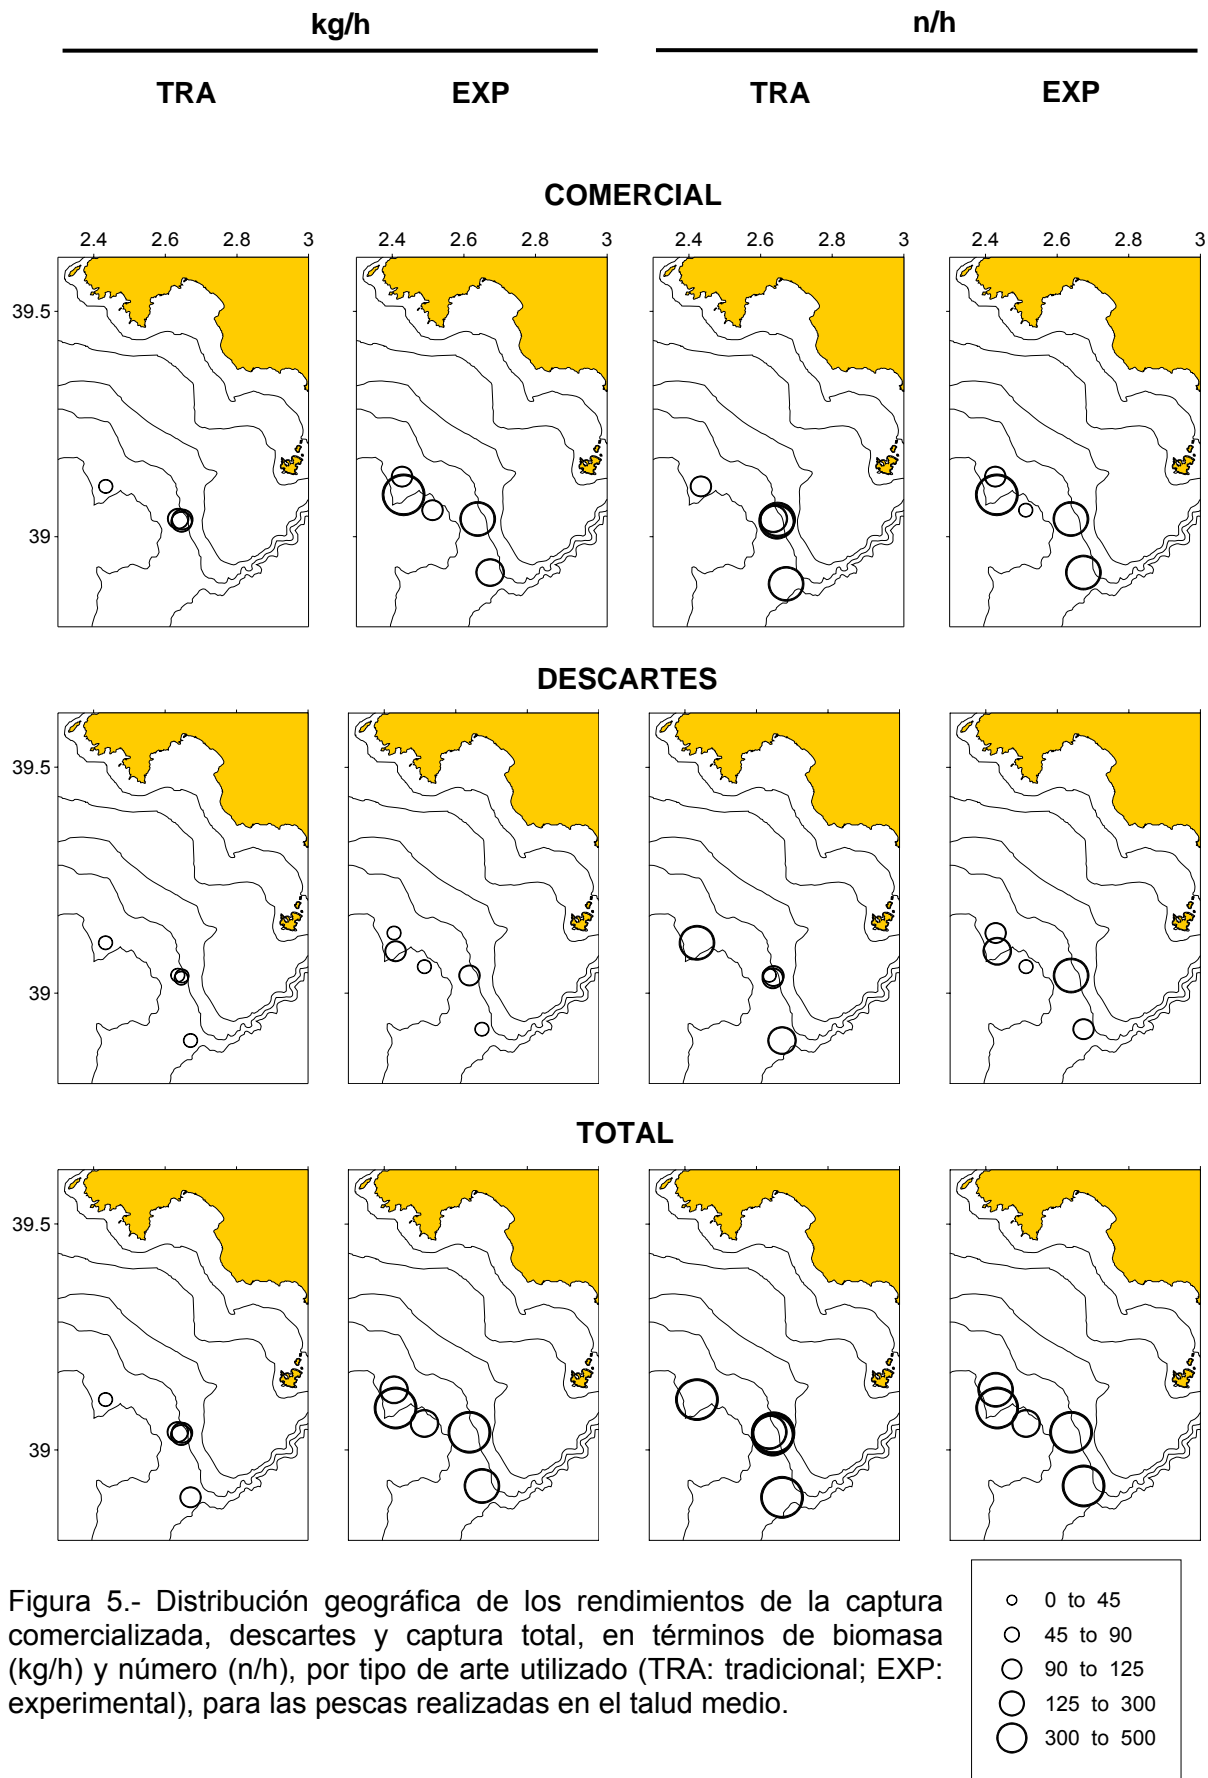 kg/h n/h
TRA EXP TRA EXP
COMERCIAL
2.4 2.6 2.8 3 2.4 2.6 2.8 3 2.4 2.6 2.8 3 2.4 2.6 2.8 3
39.5
39
DESCARTES
39.5
39
TOTAL
39.5
39
Figura 5.- Distribución geográfica de los rendimientos de la captura
comercializada, descartes y captura total, en términos de biomasa
(kg/h) y número (n/h), por tipo de arte utilizado (TRA: tradicional; EXP:
experimental), para las pescas realizadas en el talud medio.
0 to 45
45 to 90
90 to 125
125 to 300
300 to 500